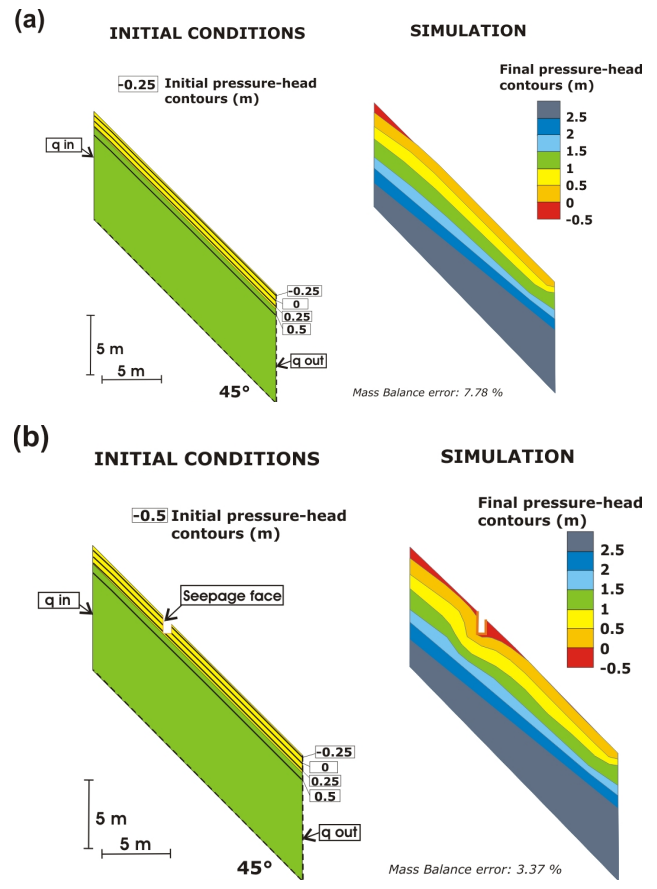 (a)
INITIAL CONDITIONS
SIMULATION
-0.25 Initial pressure-head
contours (m)
Final pressure-head
contours (m)
q in
2.5
2
1.5
1
0.5
0
-0.5
-0.25
0
0.25
0.5
q out
5 m
5 m
45°
Mass Balance error: 7.78 %
(b)
INITIAL CONDITIONS
SIMULATION
-0.5 Initial pressure-head
contours (m)
Final pressure-head
contours (m)
Seepage face
q in
2.5
2
1.5
1
0.5
0
-0.5
-0.25
0
0.25
0.5
q out
5 m
5 m
45°
Mass Balance error: 3.37 %